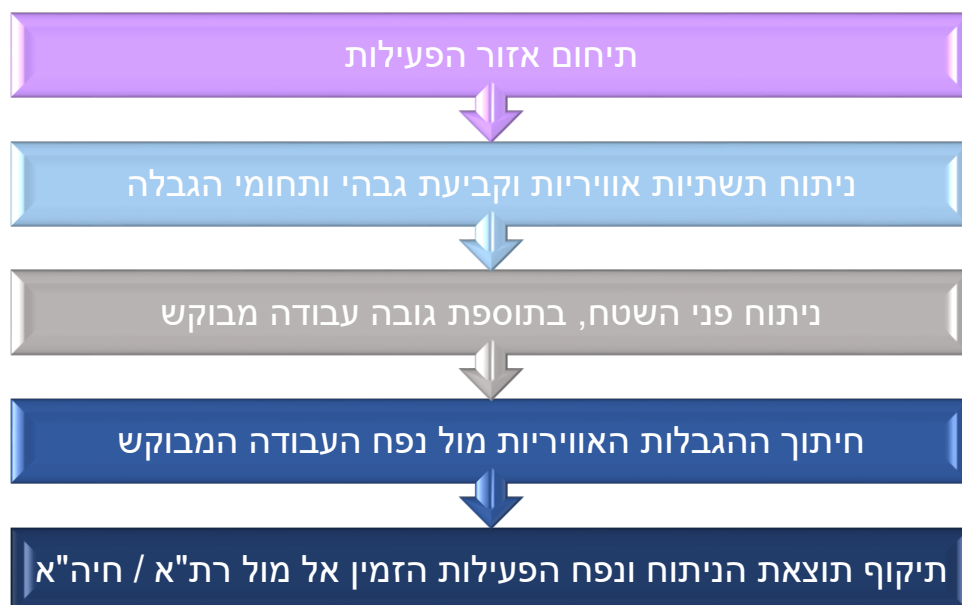 תיחום אזור הפעילות
ניתוח תשתיות אוויריות וקביעת גבהי ותחומי הגבלה
ניתוח פני השטח, בתוספת גובה עבודה מבוקש
חיתוך ההגבלות האוויריות מול נפח העבודה המבוקש
תיקוף תוצאת הניתוח ונפח הפעילות הזמין אל מול רת"א / חיה"א